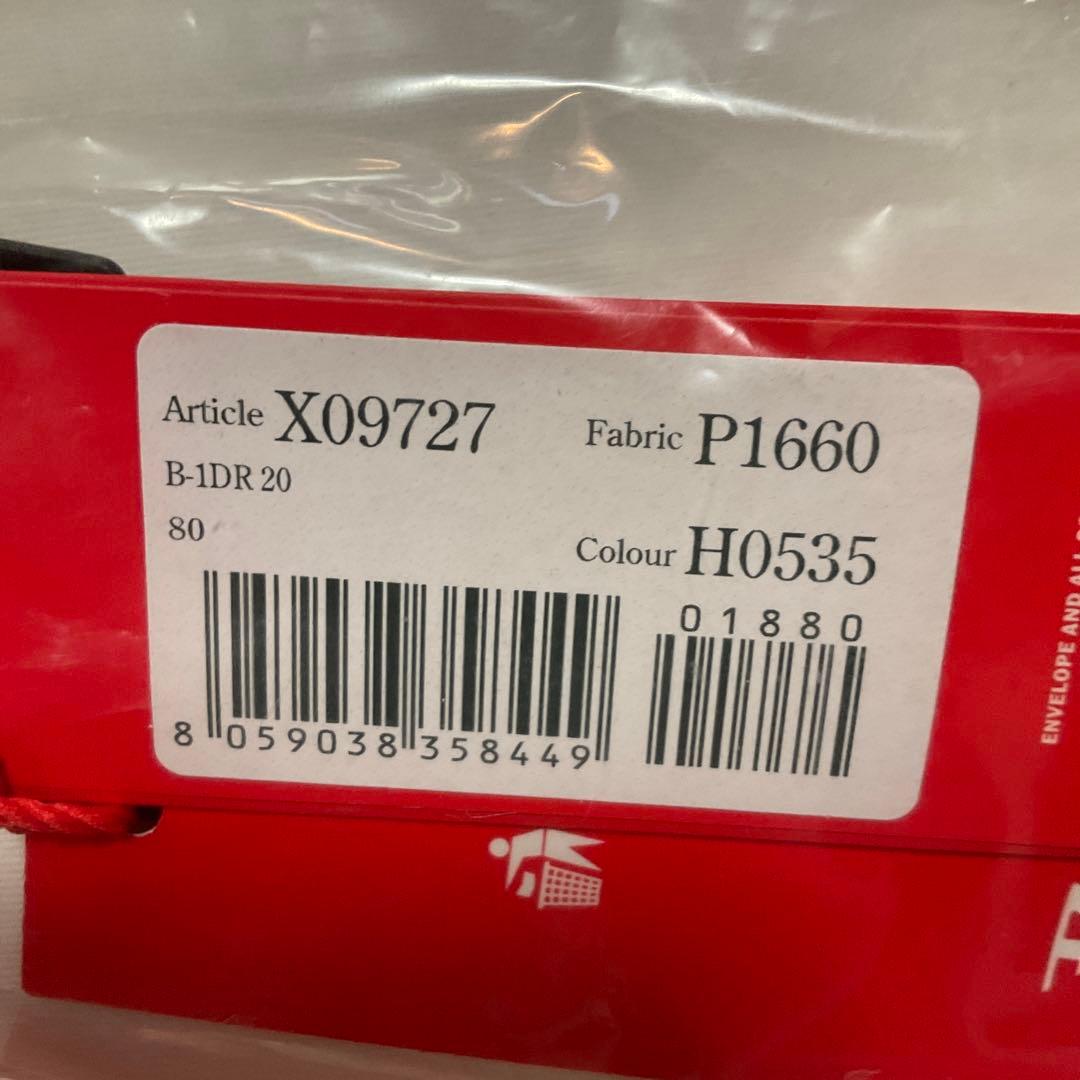 Article X09727
Fabric P1660
B-1DR 20
80
Colour H0535
01880
8 059038 358449
ENVELOPE AND ALL